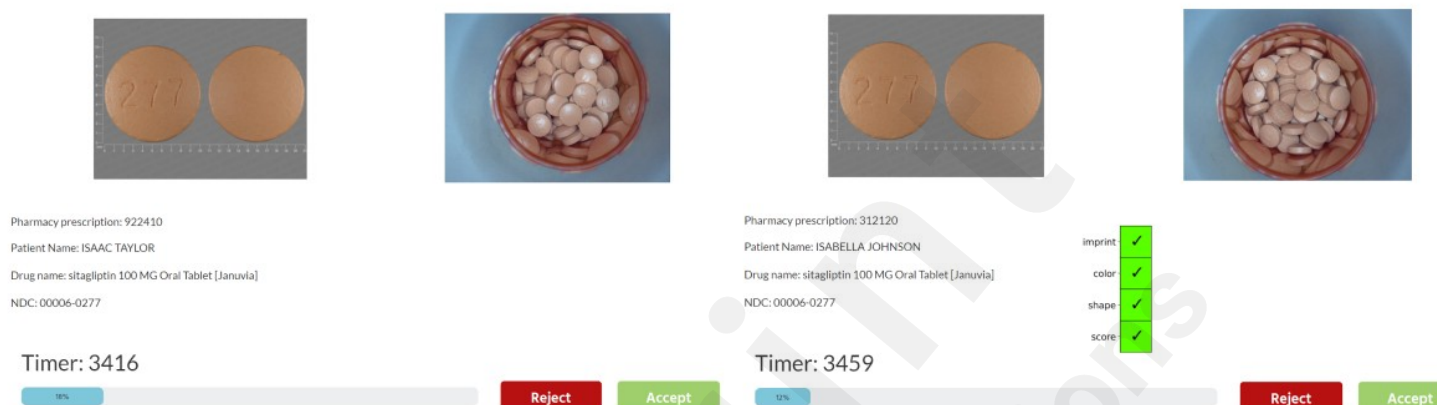 277
Pharmacy prescription: 922410
Patient Name: ISAAC TAYLOR
Drug name: sitagliptin 100 MG Oral Tablet [Januvia]
NDC: 00006-0277
Timer: 3416
18%
Reject
Accept
277
Pharmacy prescription: 312120
Patient Name: ISABELLA JOHNSON
Drug name: sitagliptin 100 MG Oral Tablet [Januvia]
NDC: 00006-0277
imprint ✓
color ✓
shape ✓
score ✓
Timer: 3459
12%
Reject
Accept
int
ons